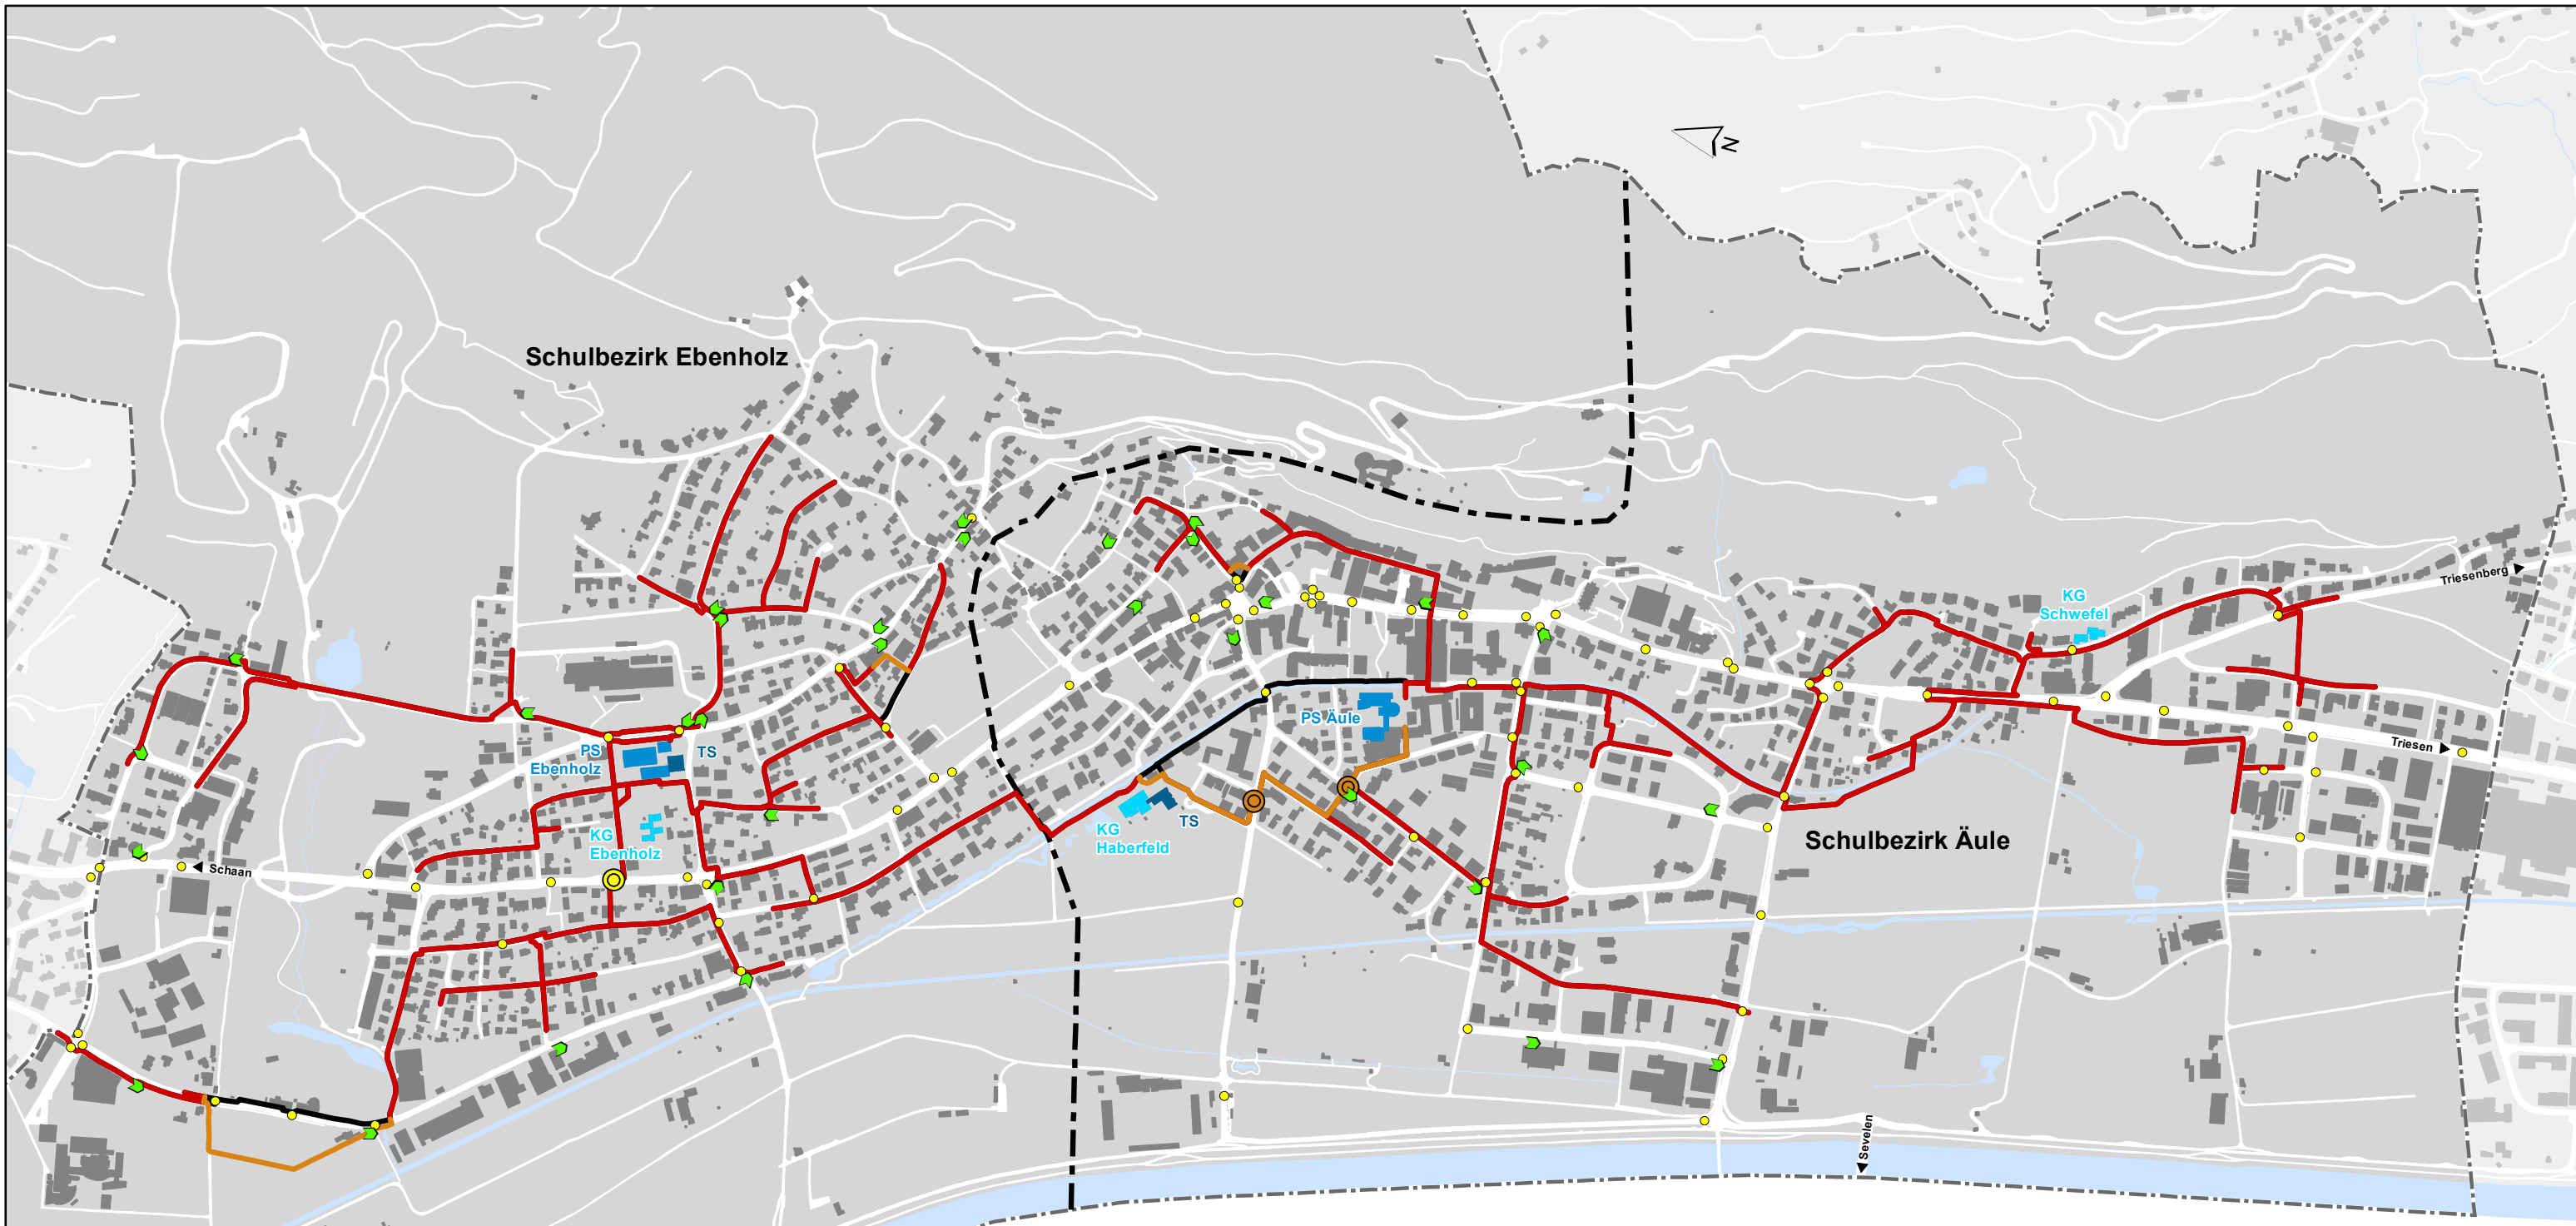 N
Schulbezirk Ebenholz
Triesenberg
KG
Schwefel
PS Äule
Triesen
PS
Ebenholz
TS
KG
Ebenholz
KG
Haberfeld
TS
Schulbezirk Äule
Schaan
Sevelen